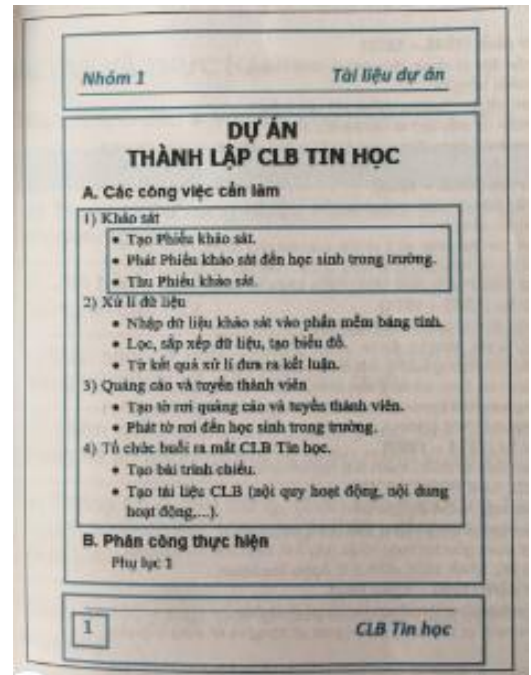 Nhóm 1 Tài liệu dự án
DỰ ÁN
THÀNH LẬP CLB TIN HỌC
A. Các công việc cần làm
1) Khảo sát
• Tạo Phiếu khảo sát.
• Phát Phiếu khảo sát đến học sinh trong trường.
• Thu Phiếu khảo sát.
2) Xử lí dữ liệu
• Nhập dữ liệu khảo sát vào phần mềm bảng tính.
• Lọc, sắp xếp dữ liệu, tạo biểu đồ.
• Từ kết quả xử lí đưa ra kết luận.
3) Quảng cáo và tuyển thành viên
• Tạo tờ rơi quảng cáo và tuyển thành viên.
• Phát tờ rơi đến học sinh trong trường.
4) Tổ chức buổi ra mắt CLB Tin học.
• Tạo bài trình chiếu.
• Tạo tài liệu CLB (nội quy hoạt động, nội dung
hoạt động,...).
B. Phân công thực hiện
Phụ lục 1
1 CLB Tin học